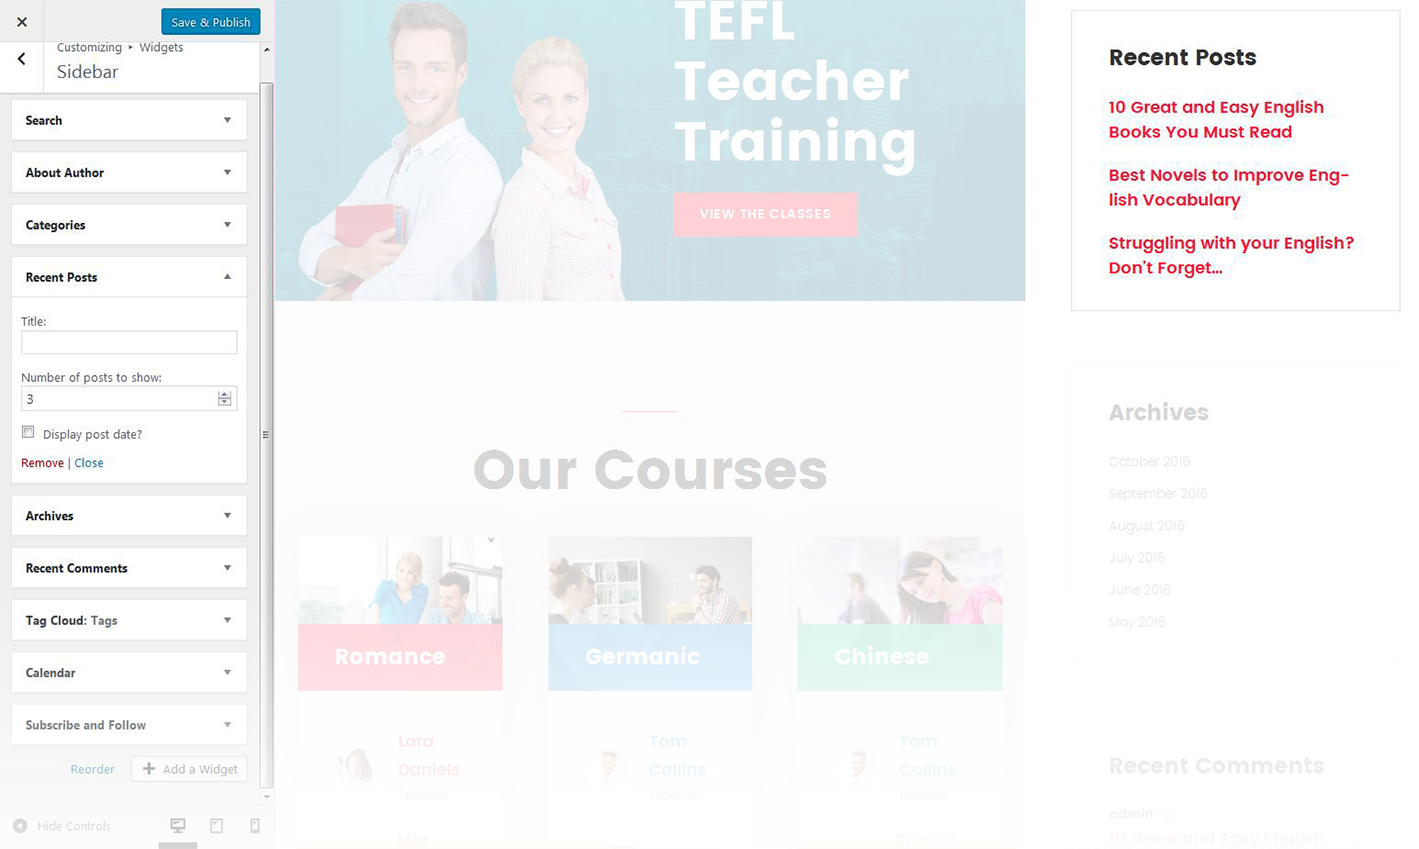 Save & Publish
Customizing ▸ Widgets
Sidebar
Search
About Author
Categories
Recent Posts
Title:
Number of posts to show:
3
Display post date?
Remove | Close
Archives
Recent Comments
Tag Cloud: Tags
Calendar
Subscribe and Follow
Reorder
Add a Widget
Hide Controls
TEFL
Teacher
Training
VIEW THE CLASSES
Our Courses
Romance
Lora
Daniels
Teacher
Mia
Germanic
Tom
Collins
Teacher
Chinese
Tom
Collins
Teacher
Brenda
Recent Posts
10 Great and Easy English
Books You Must Read
Best Novels to Improve Eng-
lish Vocabulary
Struggling with your English?
Don’t Forget...
Archives
October 2016
September 2016
August 2016
July 2016
June 2016
May 2016
Recent Comments
admin on
10 Great and Easy English